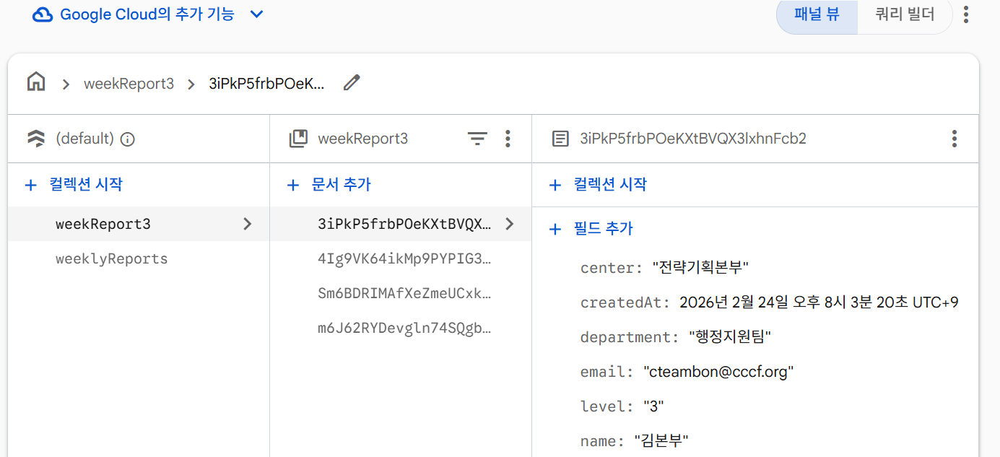 Google Cloud의 추가 기능
패널 뷰
쿼리 빌더
weekReport3
3iPkP5frbPOeK...
(default)
weekReport3
3iPkP5frbPOeKXtBVQX3lxhnFcb2
+ 컬렉션 시작
+ 문서 추가
+ 컬렉션 시작
weekReport3
weeklyReports
3iPkP5frbPOeKXtBVQX…
4Ig9VK64ikMp9PYPIG3…
Sm6BDRIMAfXeZmeUCxk…
m6J62RYDevgln74SQgb…
+ 필드 추가
center: "전략기획본부"
createdAt: 2026년 2월 24일 오후 8시 3분 20초 UTC+9
department: "행정지원팀"
email: "cteambon@cccf.org"
level: "3"
name: "김본부"